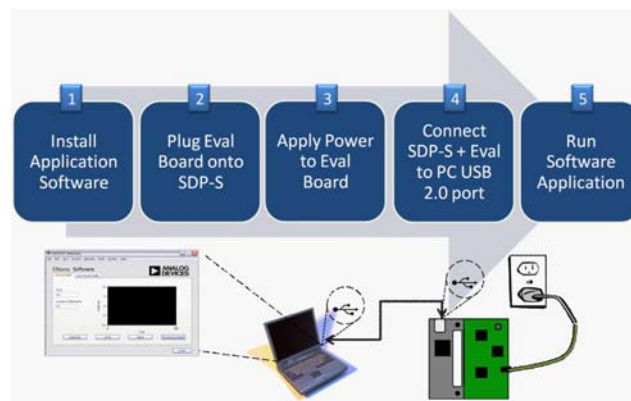 1
Install
Application
Software
2
Plug Eval
Board onto
SDP-S
3
Apply Power
to Eval
Board
4
Connect
SDP-S + Eval
to PC USB
2.0 port
5
Run
Software
Application
Software
ANALOG
DEVICES